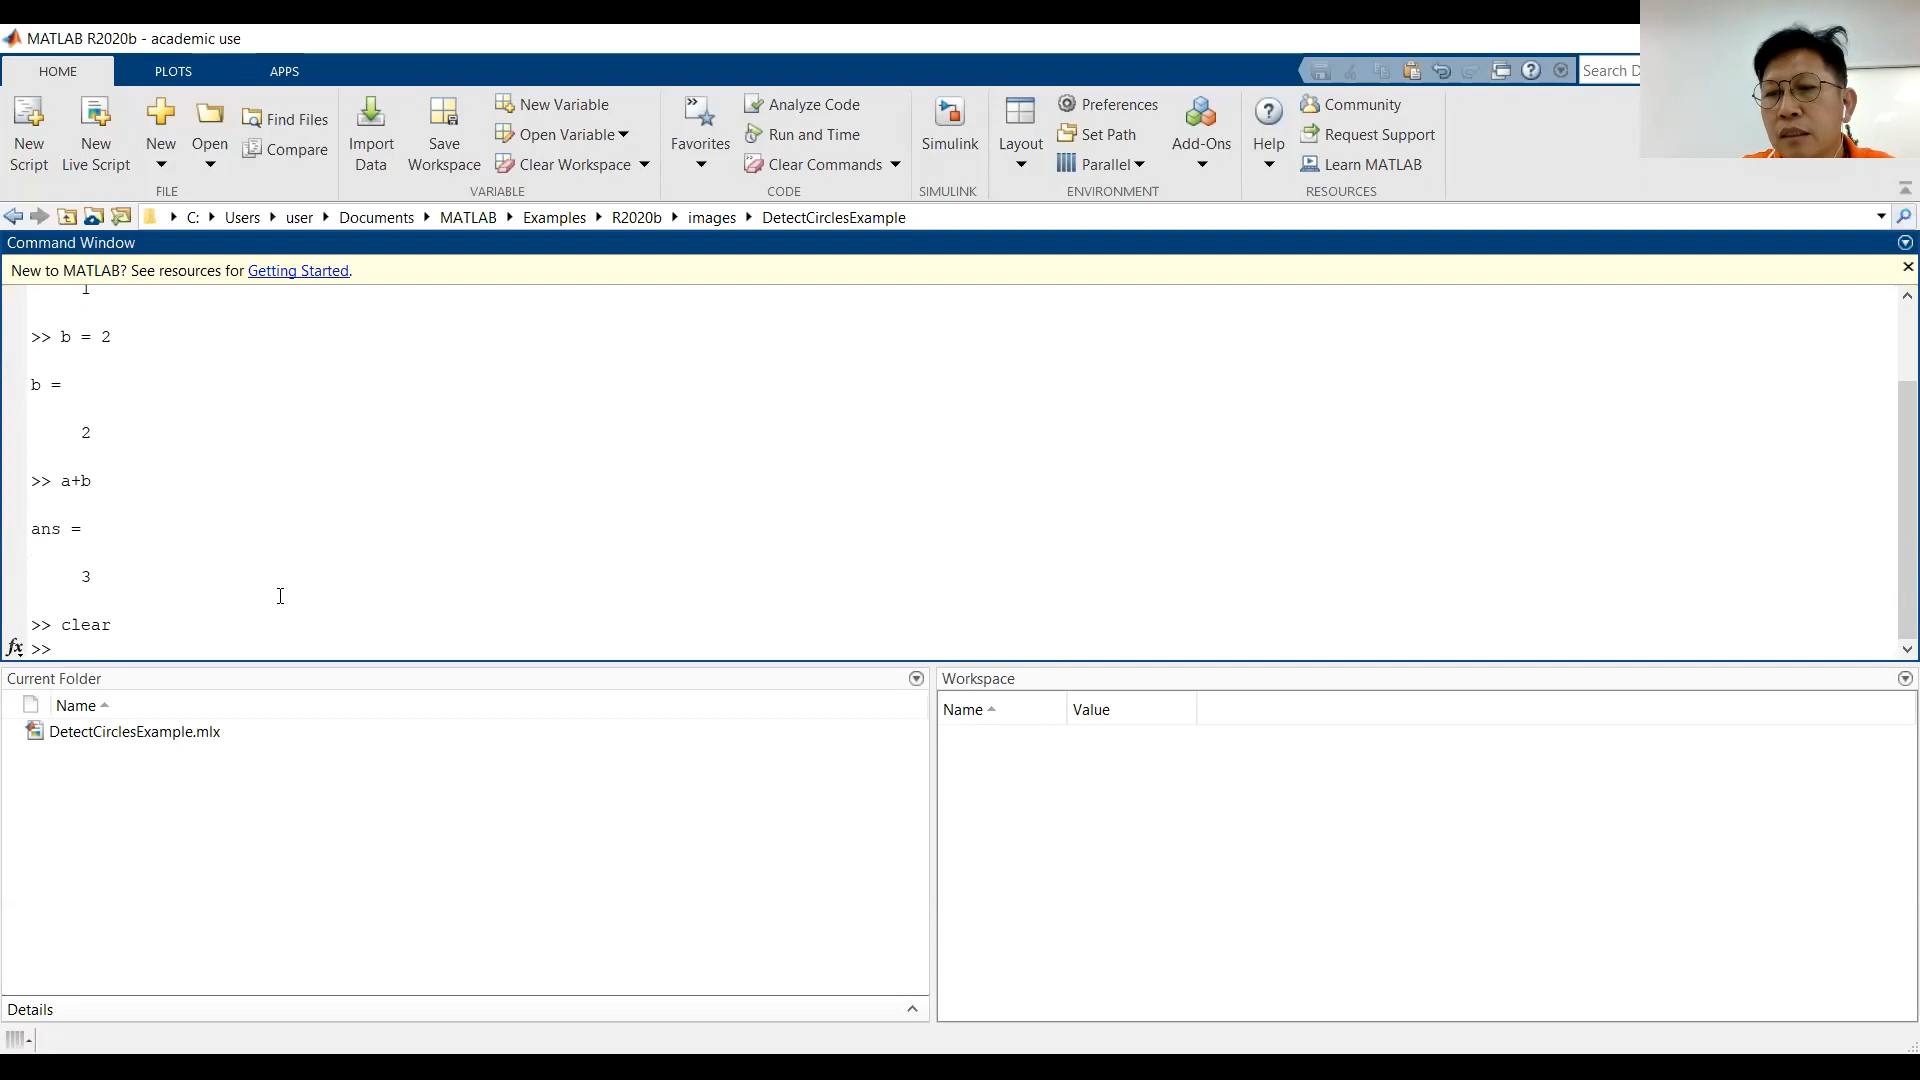 MATLAB R2020b - academic use
HOME PLOTS APPS
Search D
New Script
New Live Script
New
Open
Find Files
Compare
FILE
Import Data
Save Workspace
New Variable
Open Variable
Clear Workspace
VARIABLE
Favorites
Analyze Code
Run and Time
Clear Commands
CODE
Simulink
SIMULINK
Layout
Preferences
Set Path
Parallel
Add-Ons
ENVIRONMENT
Help
Community
Request Support
Learn MATLAB
RESOURCES
C: Users user Documents MATLAB Examples R2020b images DetectCirclesExample
Command Window
New to MATLAB? See resources for Getting Started.
1
>> b = 2
b =
2
>> a+b
ans =
3
>> clear
fx >>
Current Folder
Name
DetectCirclesExample.mlx
Details
Workspace
Name Value